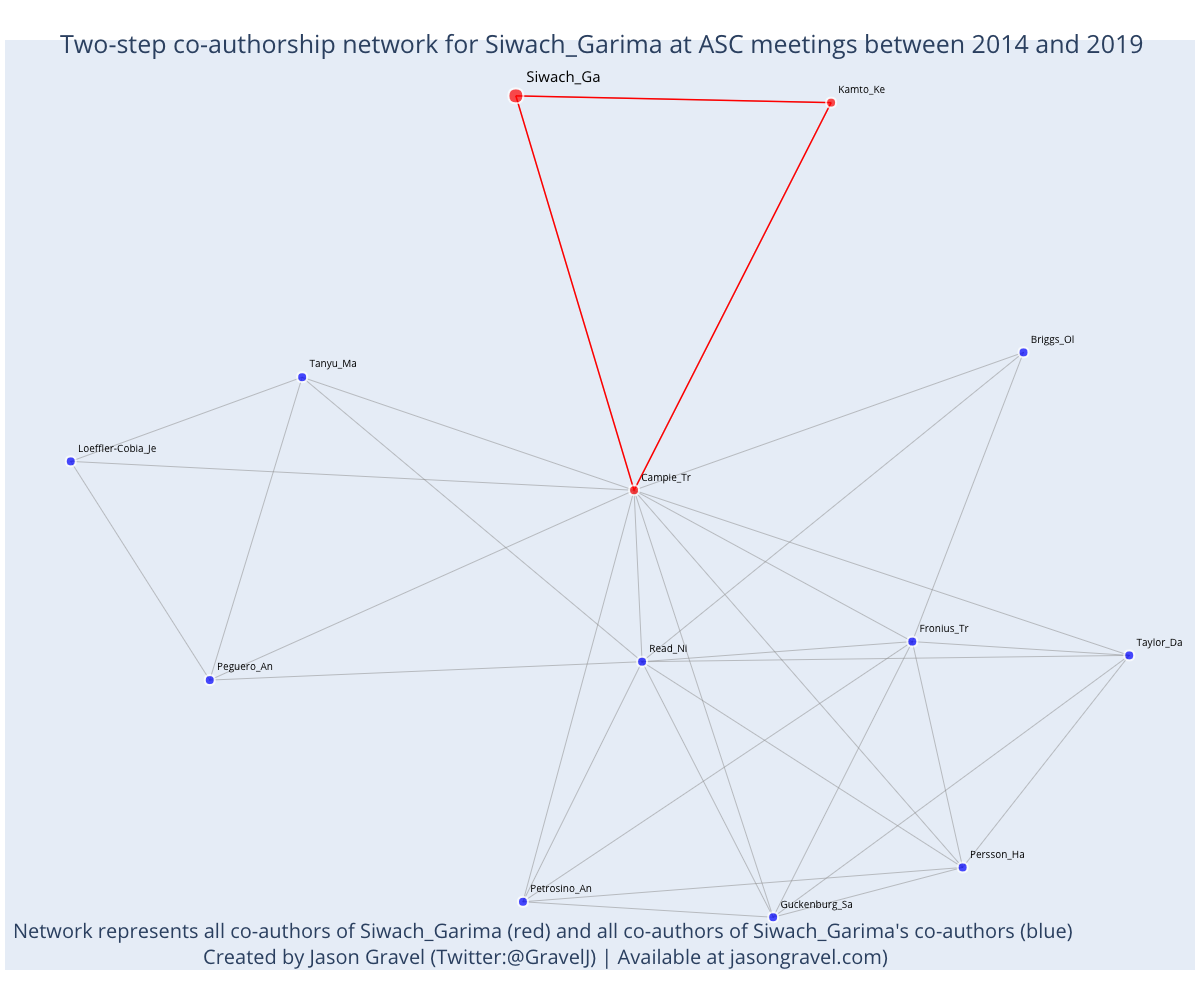 Two-step co-authorship network for Siwach_Garima at ASC meetings between 2014 and 2019
Siwach_Ga
Kamto_Ke
Briggs_Ol
Tanyu_Ma
Loeffler-Cobia_Je
Campie_Tr
Fronius_Tr
Taylor_Da
Read_Ni
Peguero_An
Persson_Ha
Petrosino_An
Guckenburg_Sa
Network represents all co-authors of Siwach_Garima (red) and all co-authors of Siwach_Garima's co-authors (blue)
Created by Jason Gravel (Twitter:@GravelJ) | Available at jasongravel.com)